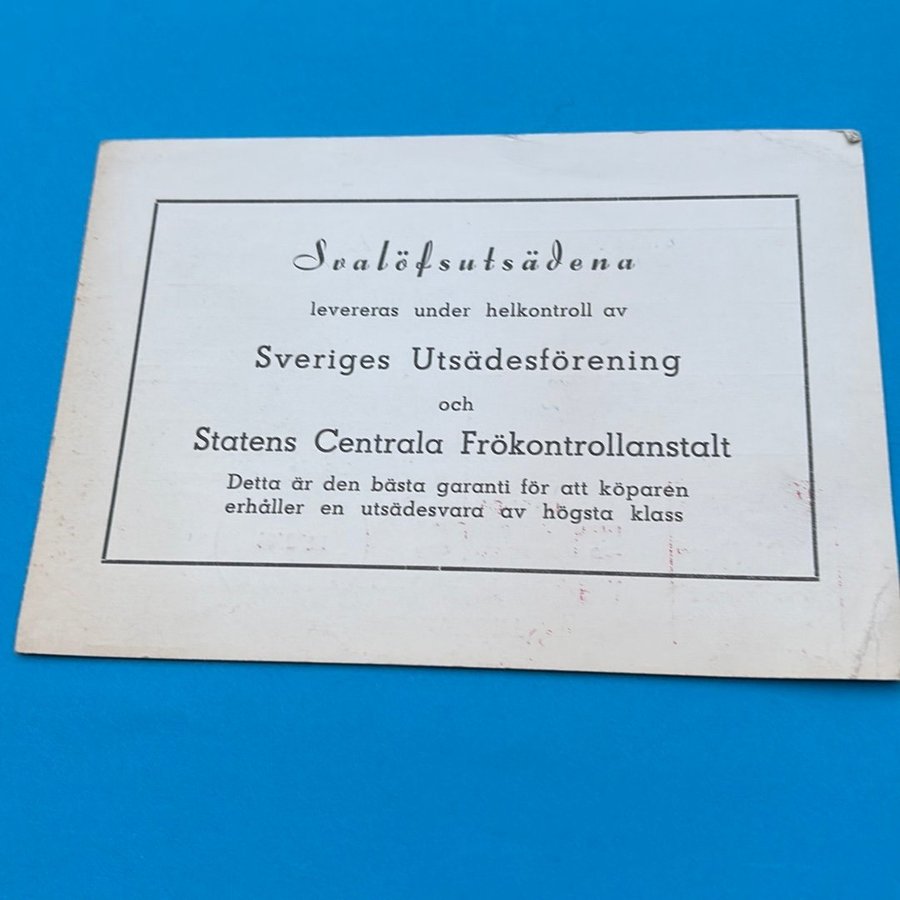 Svalöfsutsädena
levereras under helkontroll av
Sveriges Utsädesförening
och
Statens Centrala Frökontrollanstalt
Detta är den bästa garanti för att köparen
erhåller en utsädesvara av högsta klass